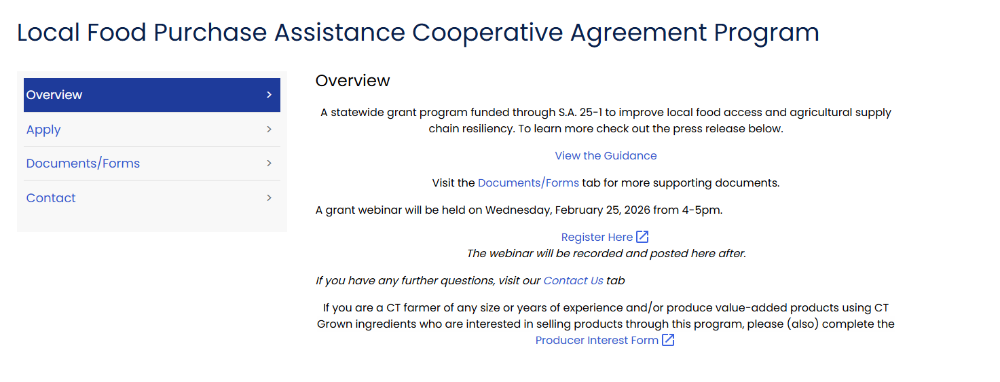 Local Food Purchase Assistance Cooperative Agreement Program
Overview
Apply
Documents/Forms
Contact
Overview
A statewide grant program funded through S.A. 25-1 to improve local food access and agricultural supply
chain resiliency. To learn more check out the press release below.
View the Guidance
Visit the Documents/Forms tab for more supporting documents.
A grant webinar will be held on Wednesday, February 25, 2026 from 4-5pm.
Register Here
The webinar will be recorded and posted here after.
If you have any further questions, visit our Contact Us tab
If you are a CT farmer of any size or years of experience and/or produce value-added products using CT
Grown ingredients who are interested in selling products through this program, please (also) complete the
Producer Interest Form